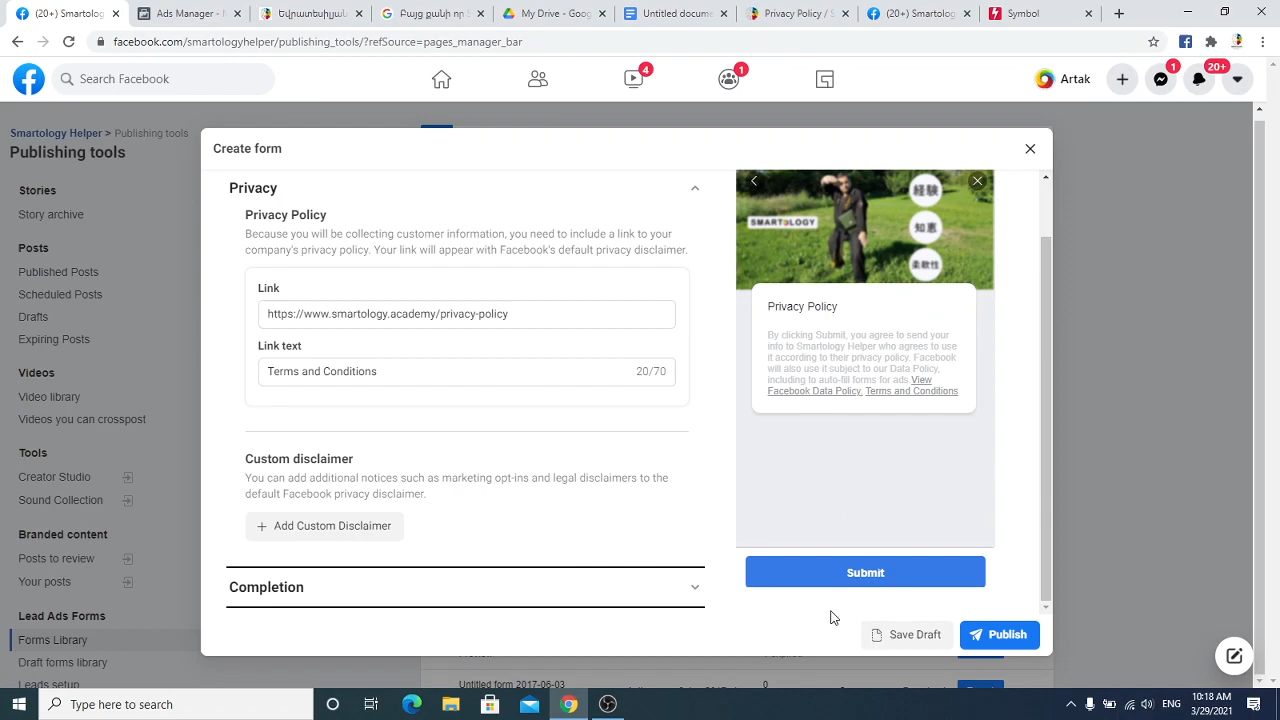 (20+) Smartology
Ads Manager -
Google Drive
My Drive - Goog
Untitled docume
Privacy Policy / S
(20+) Smartolog
Symbol
facebook.com/smartologyhelper/publishing_tools/?refSource=pages_manager_bar
Search Facebook
4
1
Artak
1
20+
Smartology Helper > Publishing tools
Publishing tools
Stories
Story archive
Posts
Published Posts
Scheduled Posts
Drafts
Expiring Posts
Videos
Video library
Videos you can crosspost
Tools
Creator Studio
Sound Collection
Branded content
Posts to review
Your posts
Lead Ads Forms
Forms Library
Draft forms library
Leads setup
Create form
Privacy
Privacy Policy
Because you will be collecting customer information, you need to include a link to your
company's privacy policy. Your link will appear with Facebook's default privacy disclaimer.
Link
https://www.smartology.academy/privacy-policy
Link text
Terms and Conditions
20/70
Custom disclaimer
You can add additional notices such as marketing opt-ins and legal disclaimers to the
default Facebook privacy disclaimer.
Add Custom Disclaimer
Completion
SMARTOLOGY
経験
知恵
柔軟性
Privacy Policy
By clicking Submit, you agree to send your
info to Smartology Helper who agrees to use
it according to their privacy policy. Facebook
will also use it subject to our Data Policy,
including to auto-fill forms for ads.View
Facebook Data Policy. Terms and Conditions
Submit
Save Draft
Publish
Untitled form 2017-06-03
0
Type here to search
ENG
10:18 AM
3/29/2021